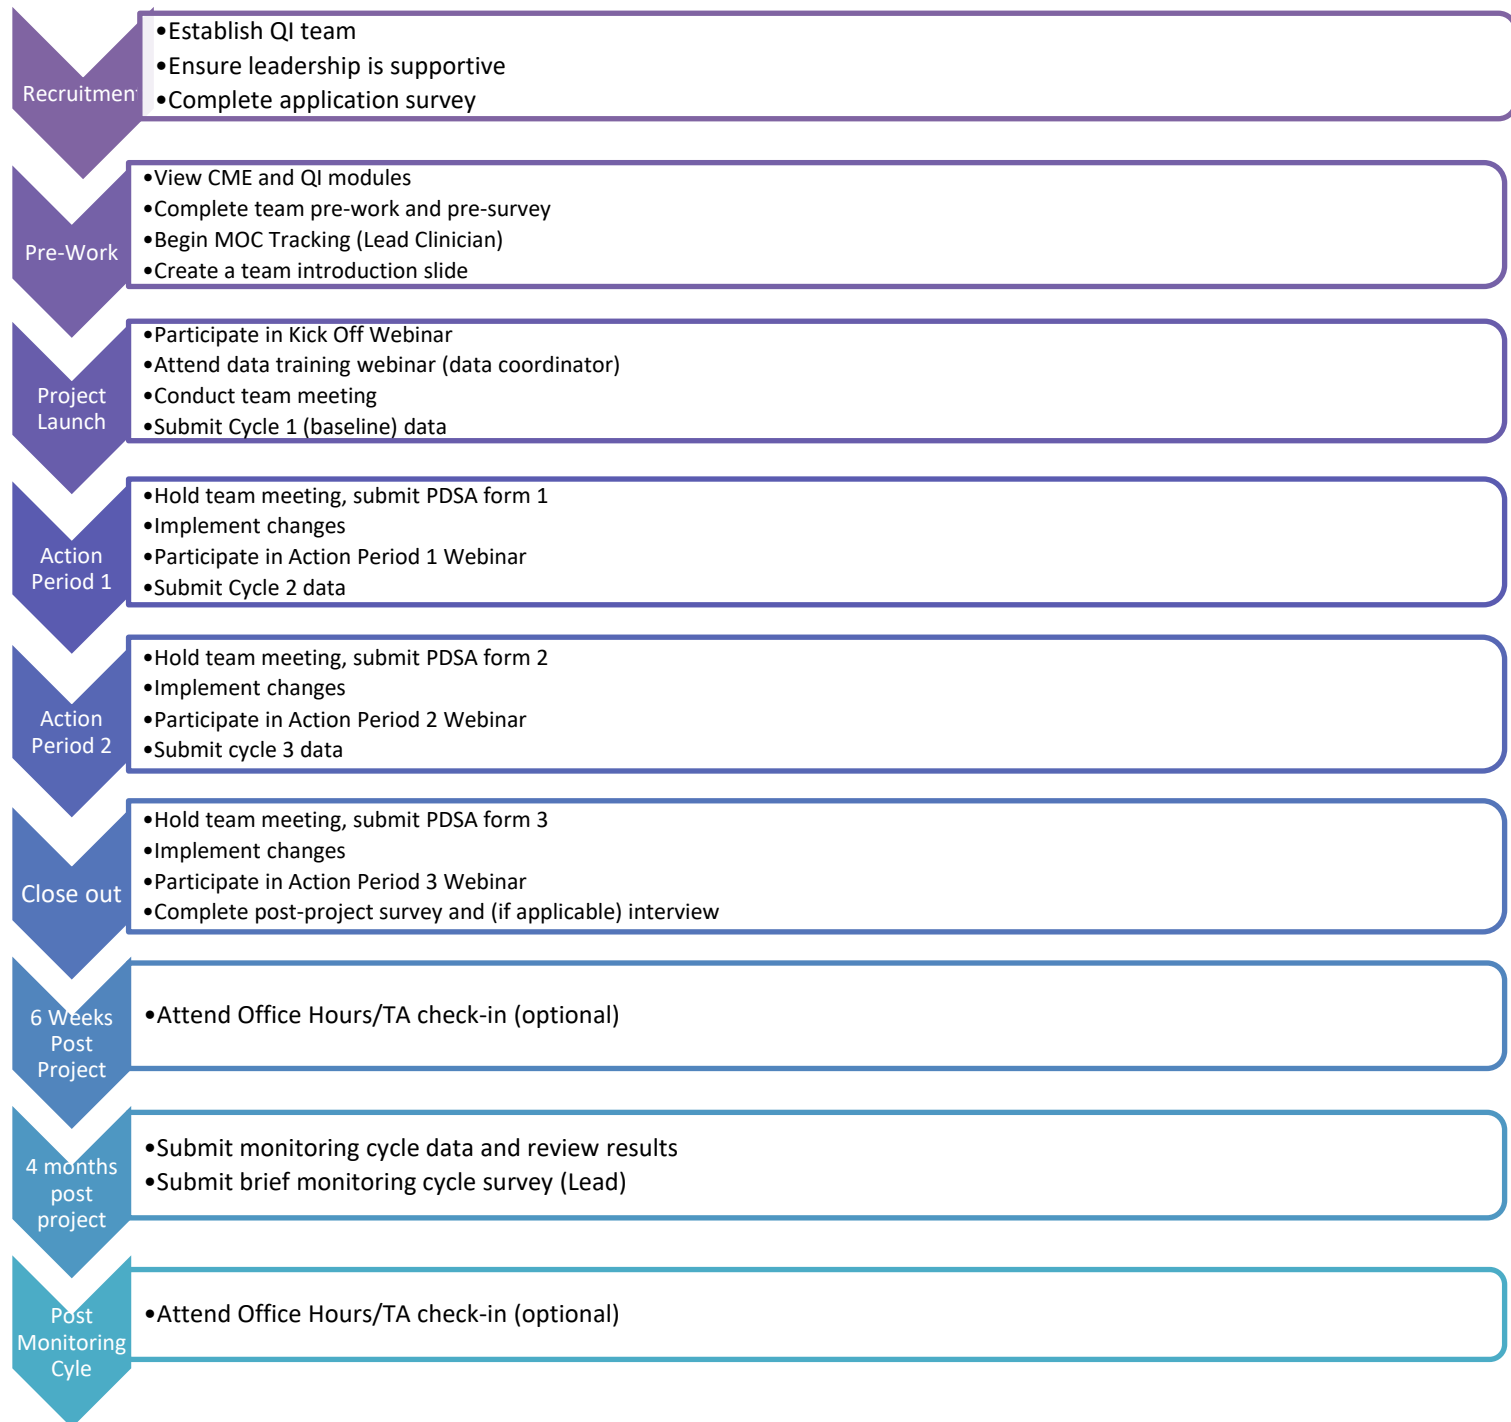 Recruitment
•Establish QI team
•Ensure leadership is supportive
•Complete application survey
Pre-Work
•View CME and QI modules
•Complete team pre-work and pre-survey
•Begin MOC Tracking (Lead Clinician)
•Create a team introduction slide
Project
Launch
•Participate in Kick Off Webinar
•Attend data training webinar (data coordinator)
•Conduct team meeting
•Submit Cycle 1 (baseline) data
Action
Period 1
•Hold team meeting, submit PDSA form 1
•Implement changes
•Participate in Action Period 1 Webinar
•Submit Cycle 2 data
Action
Period 2
•Hold team meeting, submit PDSA form 2
•Implement changes
•Participate in Action Period 2 Webinar
•Submit cycle 3 data
Close out
•Hold team meeting, submit PDSA form 3
•Implement changes
•Participate in Action Period 3 Webinar
•Complete post-project survey and (if applicable) interview
6 Weeks
Post
Project
•Attend Office Hours/TA check-in (optional)
4 months
post
project
•Submit monitoring cycle data and review results
•Submit brief monitoring cycle survey (Lead)
Post
Monitoring
Cyle
•Attend Office Hours/TA check-in (optional)